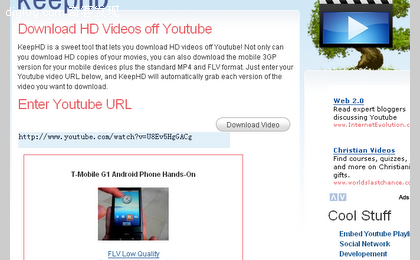 KeepHD
Download HD Videos off Youtube
KeepHD is a sweet tool that lets you download HD videos off Youtube! Not only can
you download HD copies of your movies, you can also download the mobile 3GP
version for your mobile devices plus the standard MP4 and FLV format. Just enter your
Youtube video URL below, and KeepHD will automatically grab each version of the
video you want to download.
Enter Youtube URL
Download Video
http://www.youtube.com/watch?v=U8Ev5HgGACg
T-Mobile G1 Android Phone Hands-On
FLV Low Quality
Web 2.0
Read expert bloggers
discussing Youtube
www.InternetEvolution.c
Christian Videos
Find courses, quizzes,
and more on Christian
gifts.
www.worldslastchance.
Ads
Cool Stuff
Embed Youtube Playli
Social Network
Developement